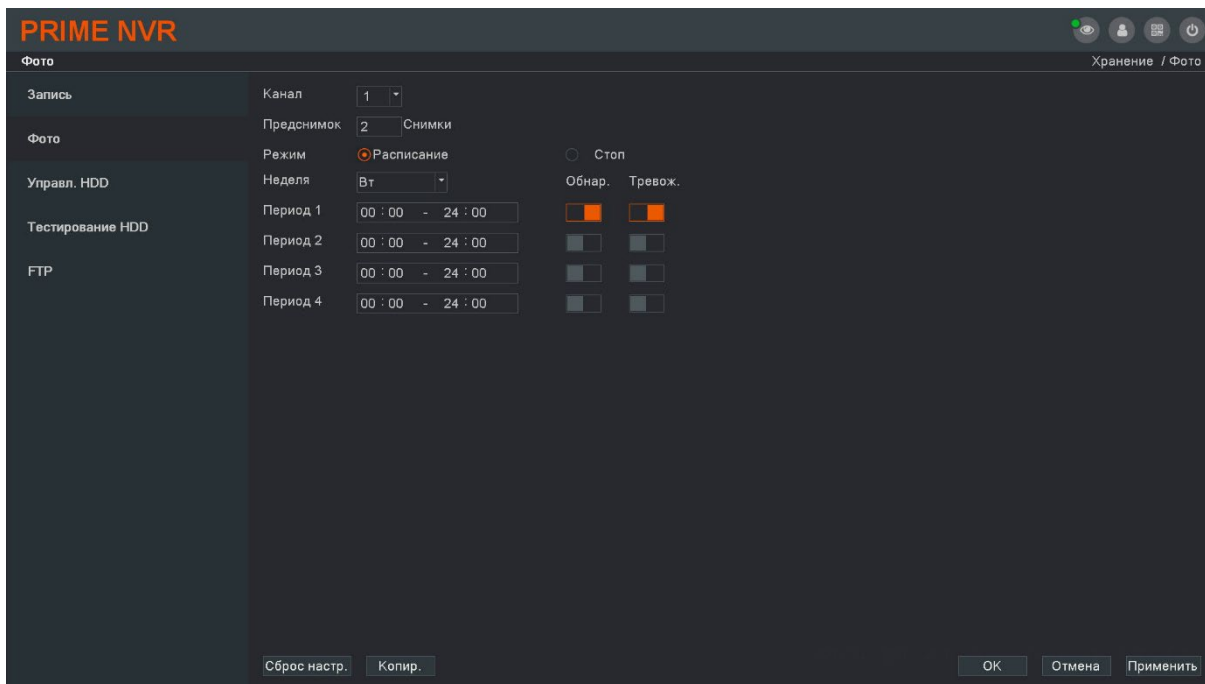 PRIME NVR
Фото
Хранение / Фото
Запись
Фото
Управл. HDD
Тестирование HDD
FTP
Канал 1
Предснимок 2 Снимки
Режим Расписание Стоп
Неделя Вт Обнар. Тревож.
Период 1 00 : 00 - 24 : 00
Период 2 00 : 00 - 24 : 00
Период 3 00 : 00 - 24 : 00
Период 4 00 : 00 - 24 : 00
Сброс настр. Копир. OK Отмена Применить